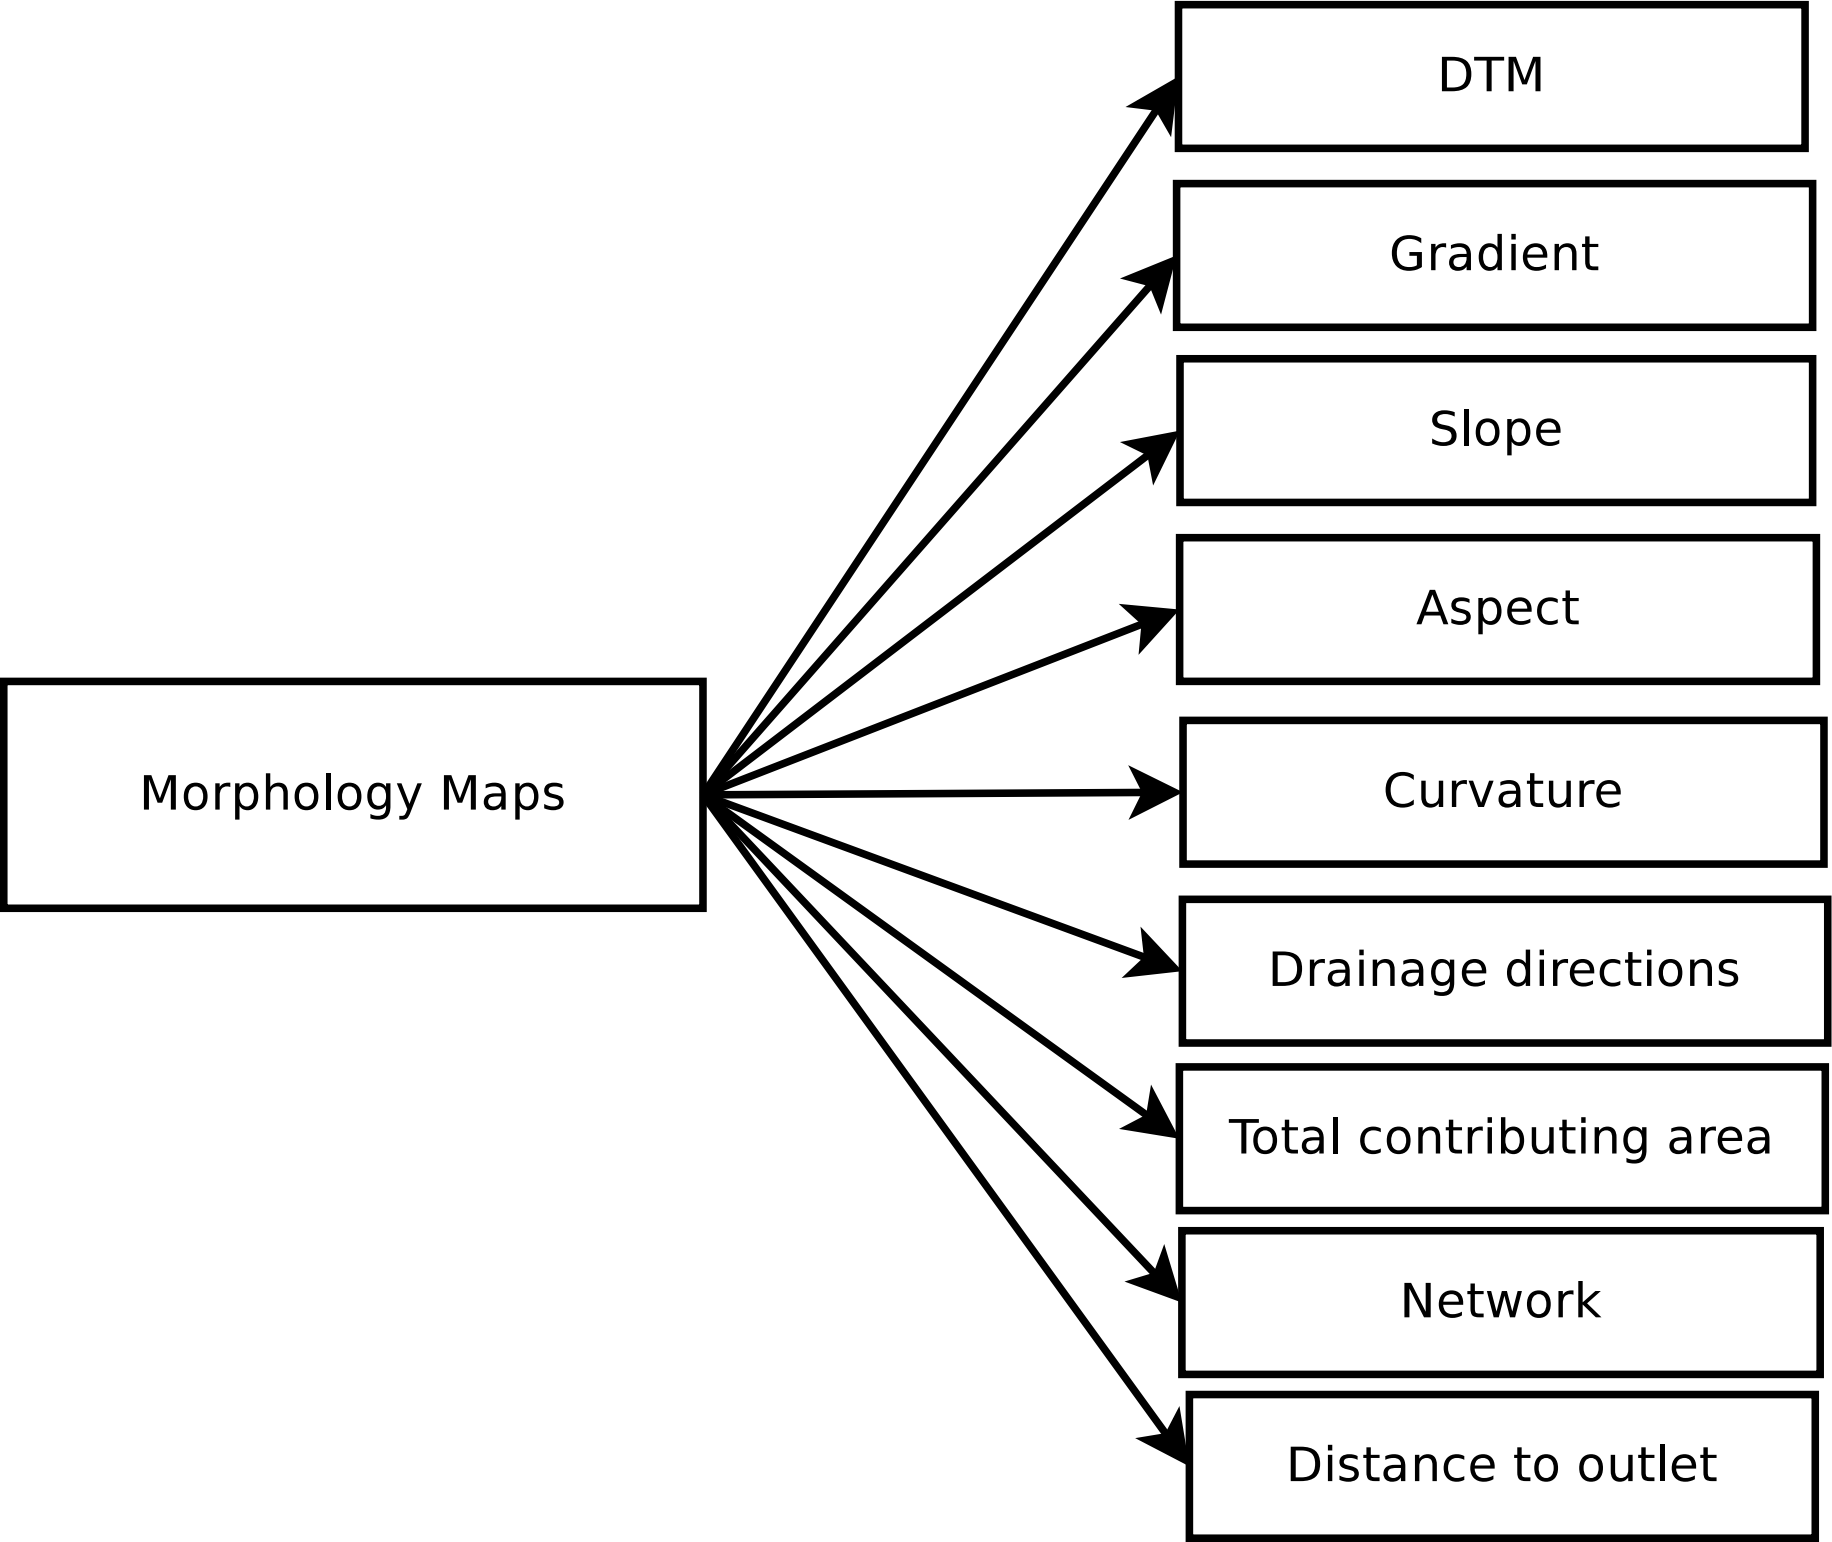 Morphology Maps
DTM
Gradient
Slope
Aspect
Curvature
Drainage directions
Total contributing area
Network
Distance to outlet